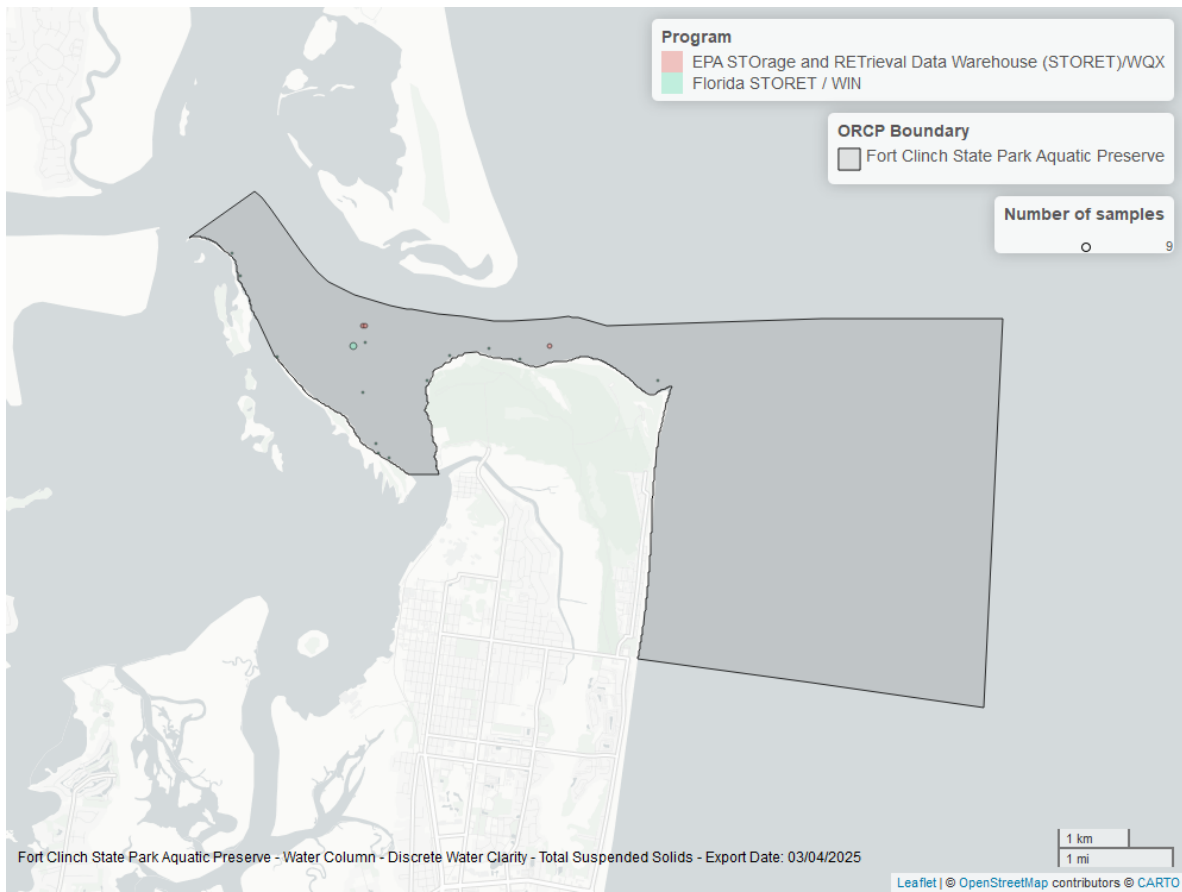 Program
EPA STOrage and RETrieval Data Warehouse (STORET)/WQX
Florida STORET / WIN
ORCP Boundary
Fort Clinch State Park Aquatic Preserve
Number of samples
9
1 km
1 mi
Fort Clinch State Park Aquatic Preserve - Water Column - Discrete Water Clarity - Total Suspended Solids - Export Date: 03/04/2025
Leaflet | © OpenStreetMap contributors © CARTO